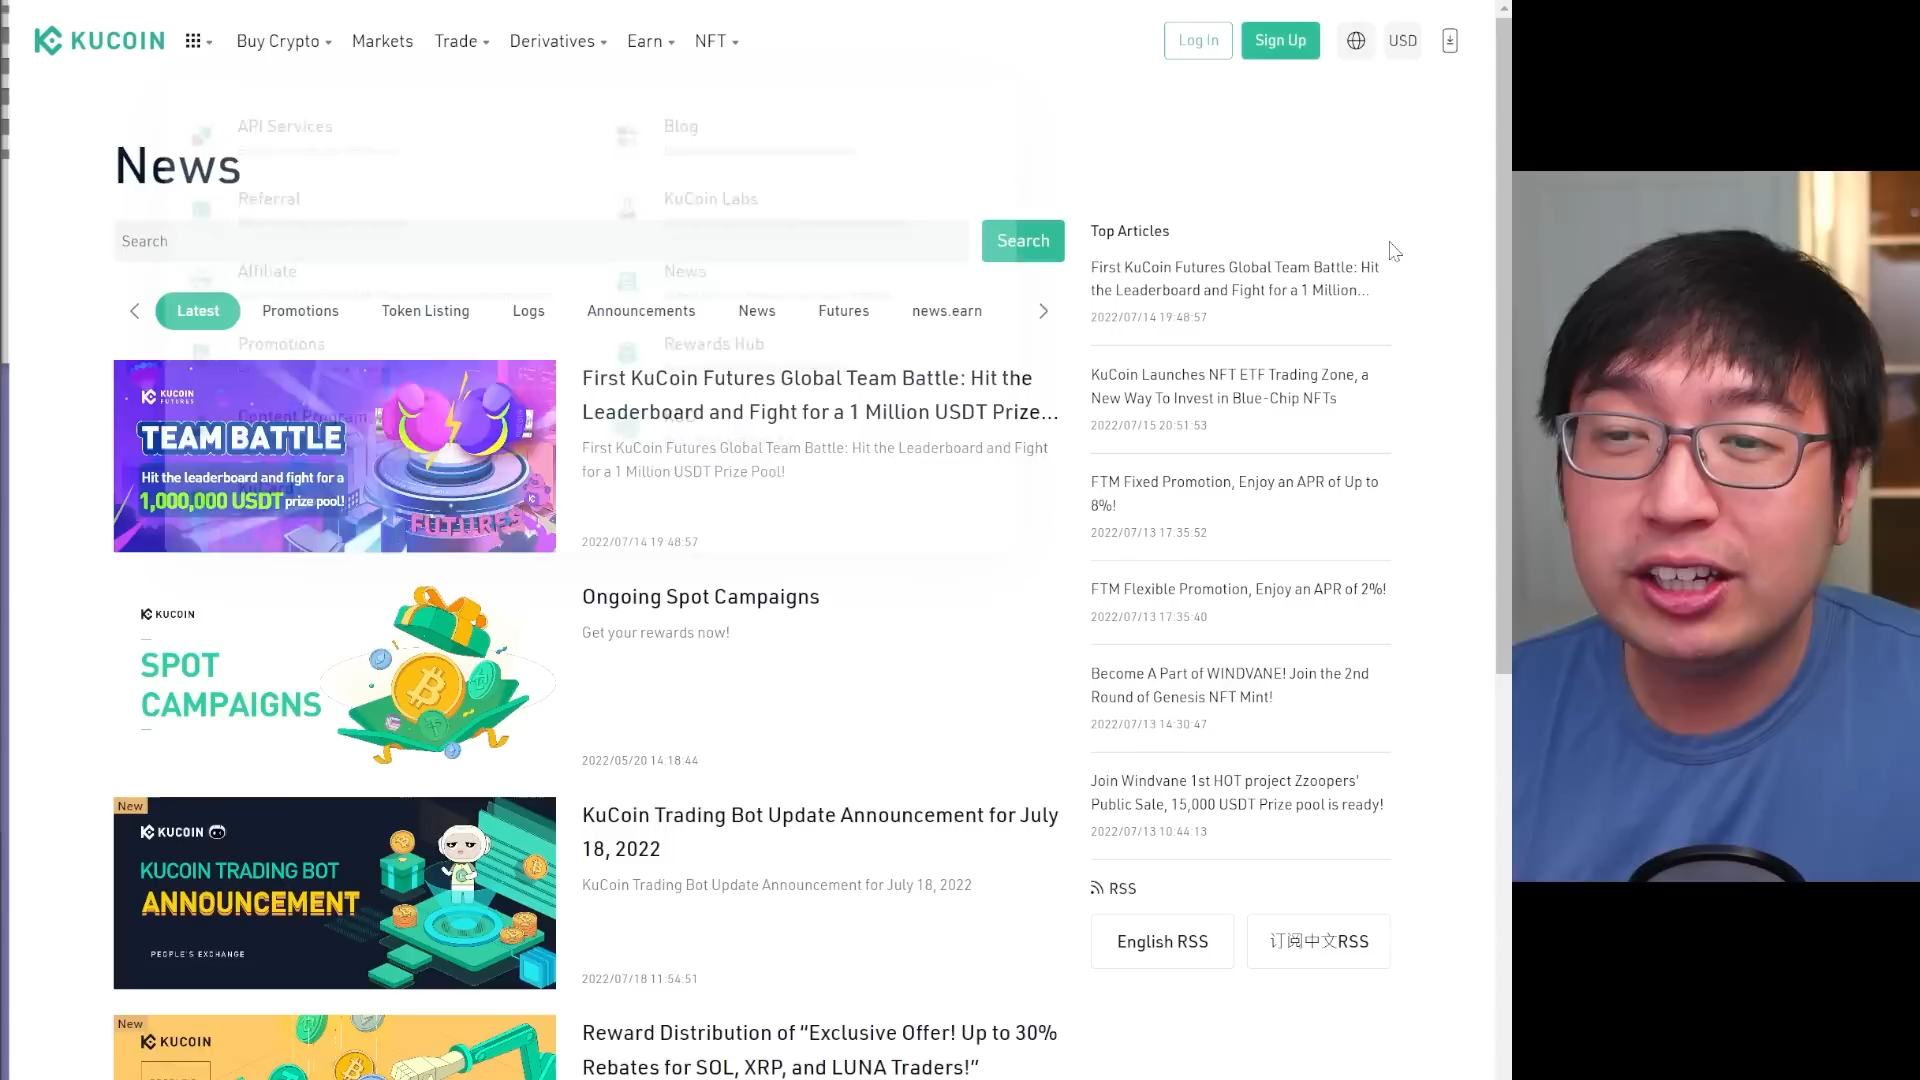 KUCOIN
Buy Crypto
Markets
Trade
Derivatives
Earn
NFT
Log In
Sign Up
USD
API Services
Blog
News
Referral
KuCoin Labs
Search
Search
Affiliate
News
Latest
Promotions
Token Listing
Logs
Announcements
News
Futures
news.earn
Promotions
Rewards Hub
Content Program
KUCOIN
FUTURES
TEAM BATTLE
Hit the leaderboard and fight for a
1,000,000 USDT prize pool!
FUTURES
First KuCoin Futures Global Team Battle: Hit the
Leaderboard and Fight for a 1 Million USDT Prize...
First KuCoin Futures Global Team Battle: Hit the Leaderboard and Fight
for a 1 Million USDT Prize Pool!
2022/07/14 19:48:57
KUCOIN
SPOT
CAMPAIGNS
Ongoing Spot Campaigns
Get your rewards now!
2022/05/20 14:18:44
New
KUCOIN
KUCOIN TRADING BOT
ANNOUNCEMENT
PEOPLE'S EXCHANGE
KuCoin Trading Bot Update Announcement for July
18, 2022
KuCoin Trading Bot Update Announcement for July 18, 2022
2022/07/18 11:54:51
New
KUCOIN
Reward Distribution of “Exclusive Offer! Up to 30%
Rebates for SOL, XRP, and LUNA Traders!”
Top Articles
First KuCoin Futures Global Team Battle: Hit
the Leaderboard and Fight for a 1 Million...
2022/07/14 19:48:57
KuCoin Launches NFT ETF Trading Zone, a
New Way To Invest in Blue-Chip NFTs
2022/07/15 20:51:53
FTM Fixed Promotion, Enjoy an APR of Up to
8%!
2022/07/13 17:35:52
FTM Flexible Promotion, Enjoy an APR of 2%!
2022/07/13 17:35:40
Become A Part of WINDVANE! Join the 2nd
Round of Genesis NFT Mint!
2022/07/13 14:30:47
Join Windvane 1st HOT project Zzoopers'
Public Sale, 15,000 USDT Prize pool is ready!
2022/07/13 10:44:13
RSS
English RSS
订阅中文RSS